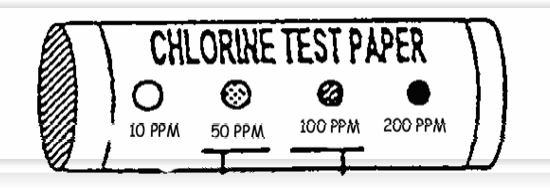 CHLORINE TEST PAPER
10 PPM 50 PPM 100 PPM 200 PPM